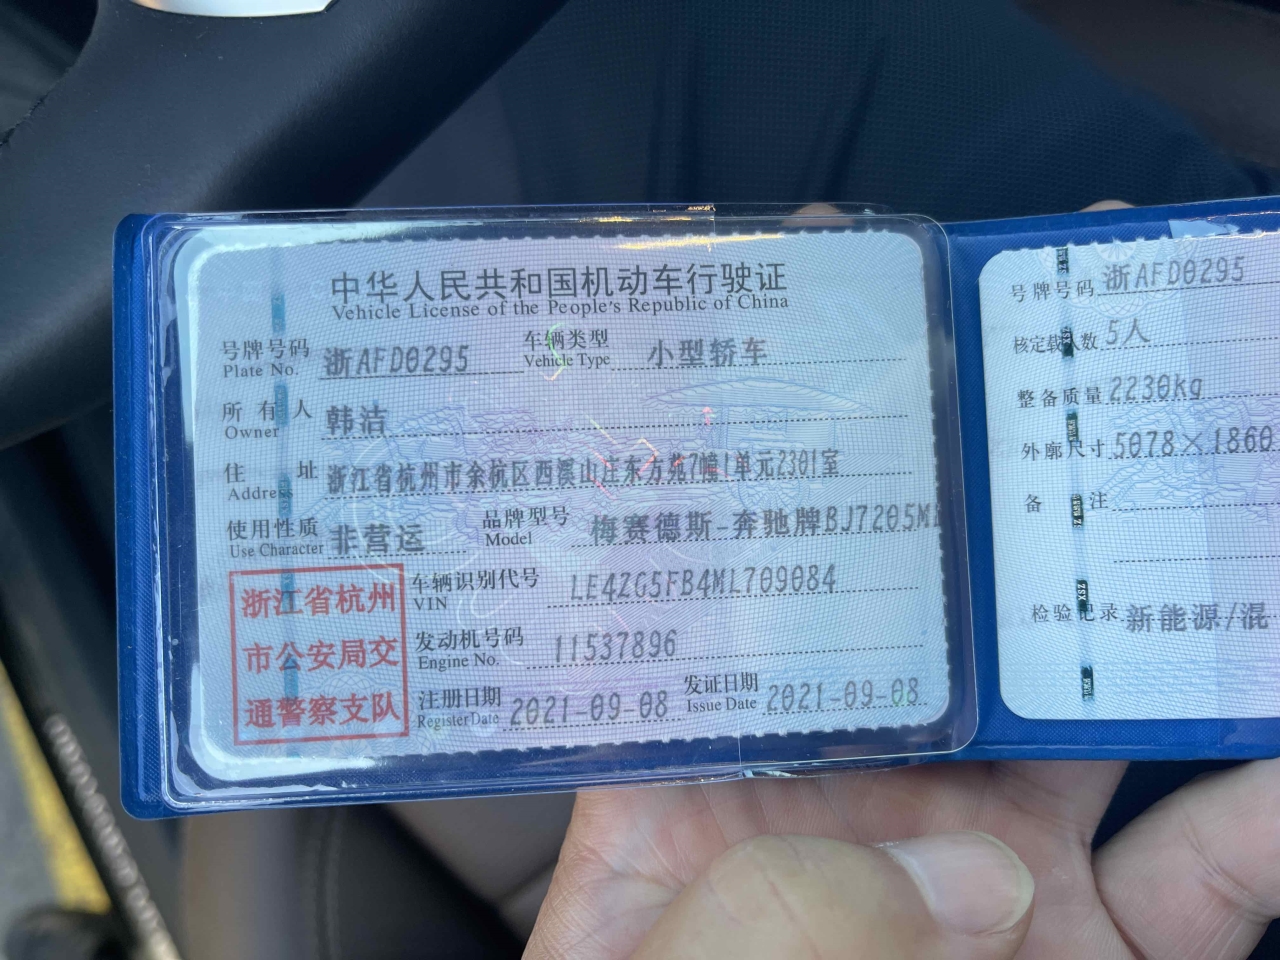 中华人民共和国机动车行驶证
Vehicle License of the People's Republic of China
号牌号码 浙AFD0295 车辆类型 小型轿车
Plate No. Vehicle Type
所有人 韩洁
Owner
住址 浙江省杭州市余杭区西溪山庄东方苑7幢1单元2301室
Address
使用性质 非营运 品牌型号 梅赛德斯-奔驰牌BJ7205M
Use Character Model
车辆识别代号 LE4ZG5FB4ML709084
VIN
发动机号码 11537896
Engine No.
注册日期 2021-09-08 发证日期 2021-09-08
Register Date Issue Date
浙江省杭州
市公安局交
通警察支队
号牌号码 浙AFD0295
核定载人数 5人
整备质量 2230kg
外廓尺寸 5078×1860
备注
检验记录 新能源/混